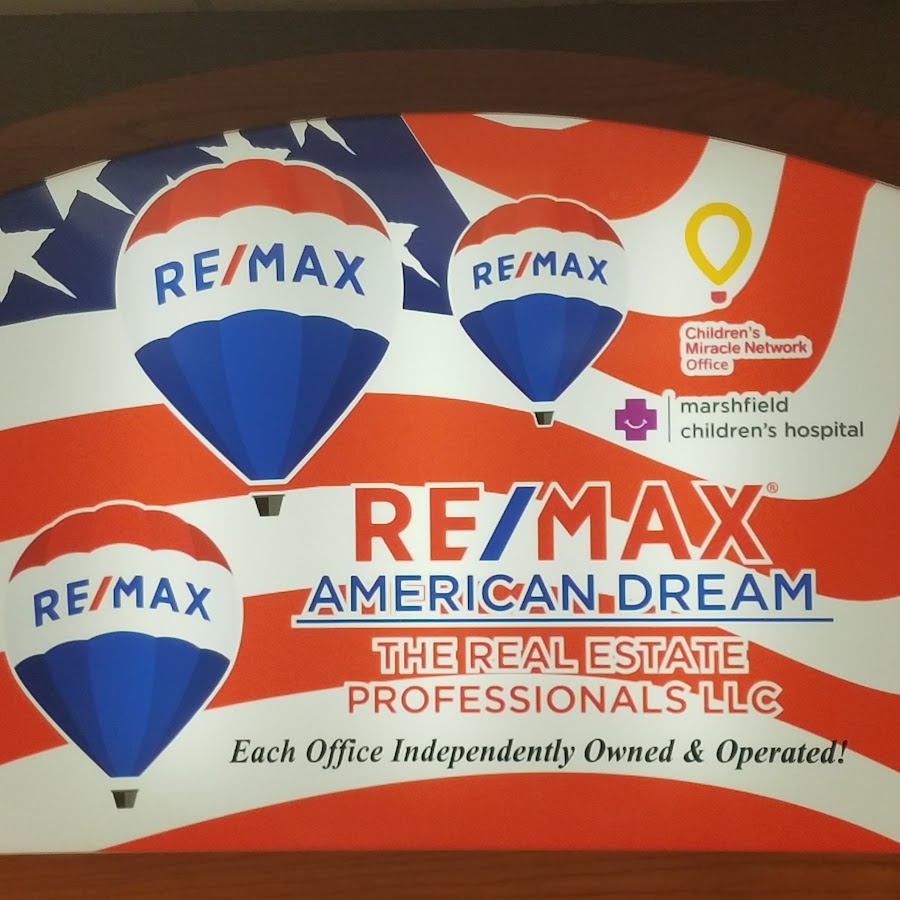 RE/MAX
RE/MAX
Children's
Miracle Network
Office
marshfield
children's hospital
RE/MAX®
AMERICAN DREAM
RE/MAX
THE REAL ESTATE
PROFESSIONALS LLC
Each Office Independently Owned & Operated!